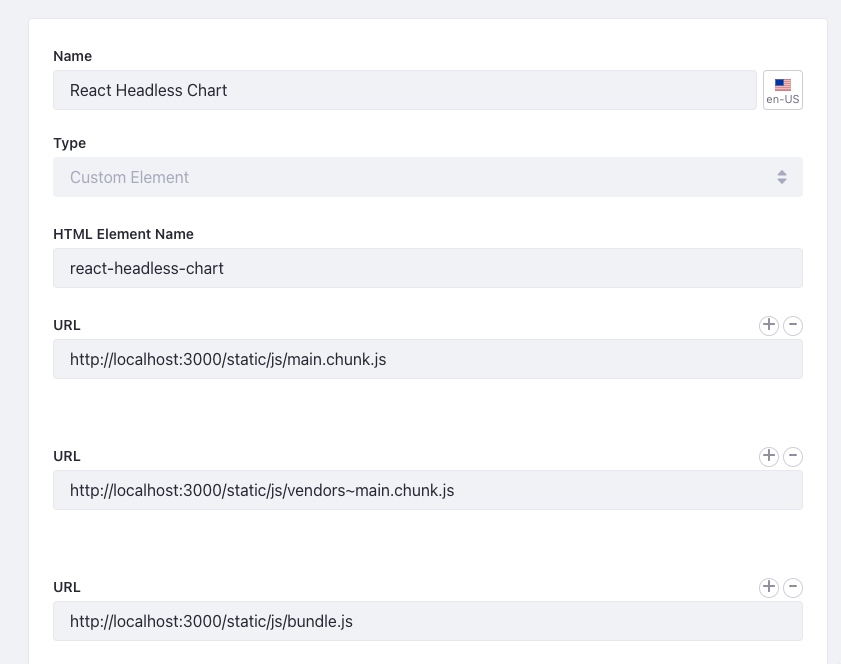 Name
React Headless Chart
en-US
Type
Custom Element
HTML Element Name
react-headless-chart
URL
http://localhost:3000/static/js/main.chunk.js
URL
http://localhost:3000/static/js/vendors~main.chunk.js
URL
http://localhost:3000/static/js/bundle.js